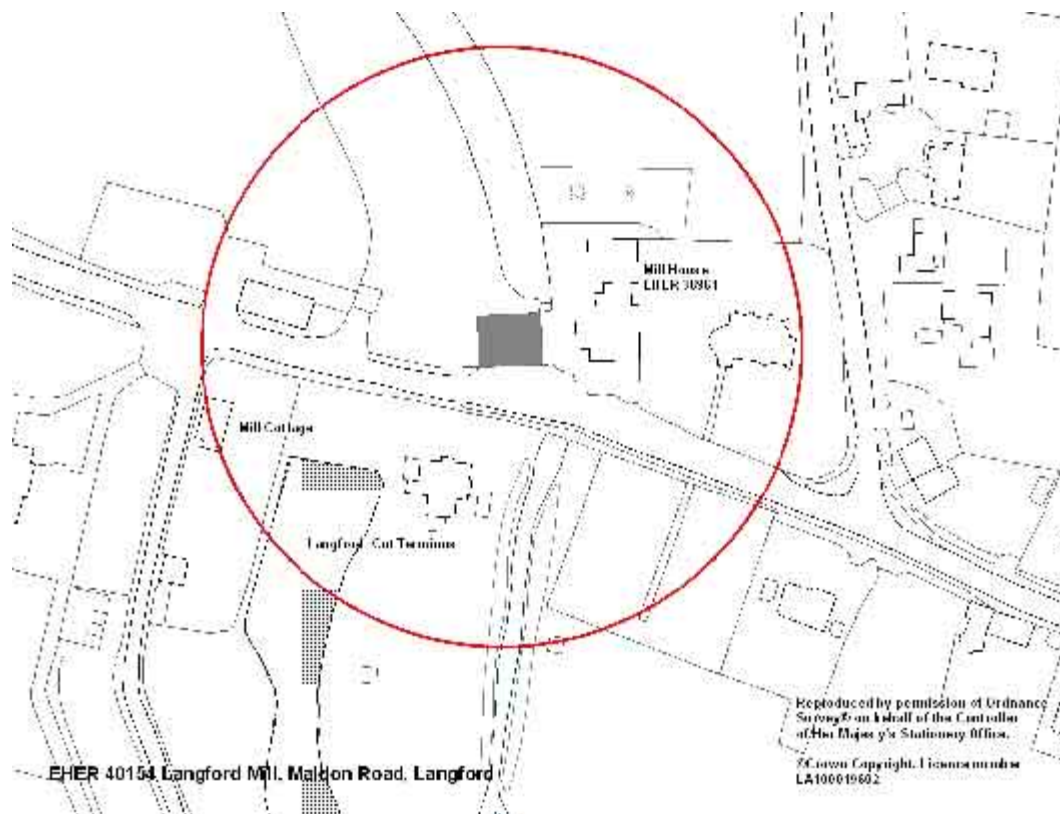 Mill House
EHER
Mill Cottage
Langford Cut Terminus
Reproduced by permission of Ordnance
Survey® on behalf of the Controller
of Her Majesty's Stationery Office.
©Crown Copyright. Licence number
LA100019602
EHER 40154 Langford Mill, Maldon Road, Langford